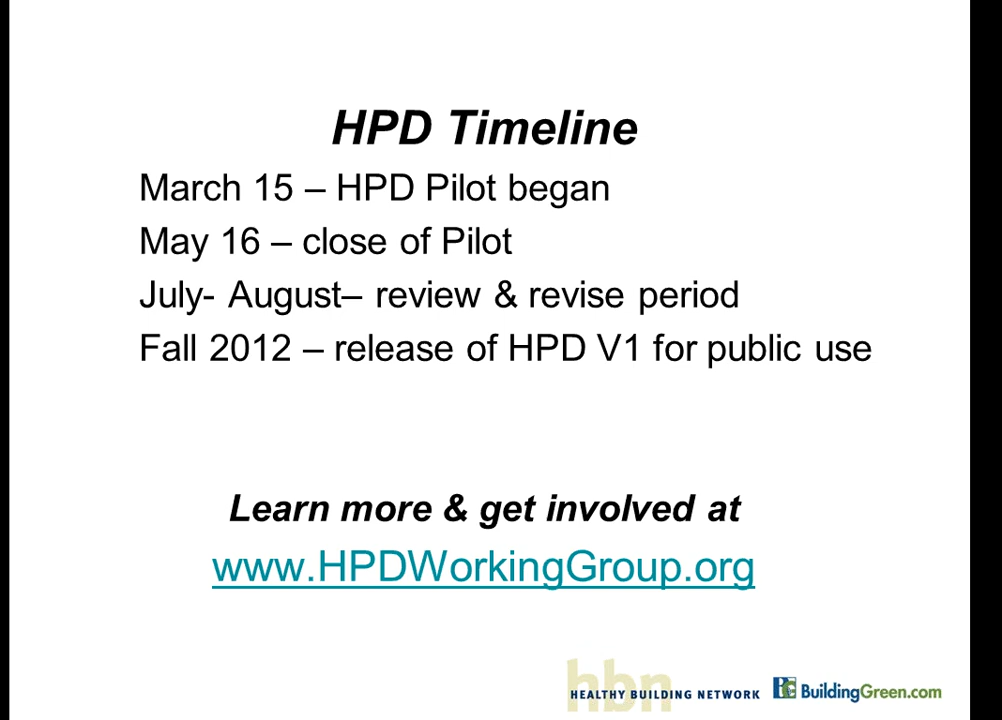 HPD Timeline
March 15 – HPD Pilot began
May 16 – close of Pilot
July- August– review & revise period
Fall 2012 – release of HPD V1 for public use
Learn more & get involved at
www.HPDWorkingGroup.org
hbn
HEALTHY BUILDING NETWORK
BuildingGreen.com